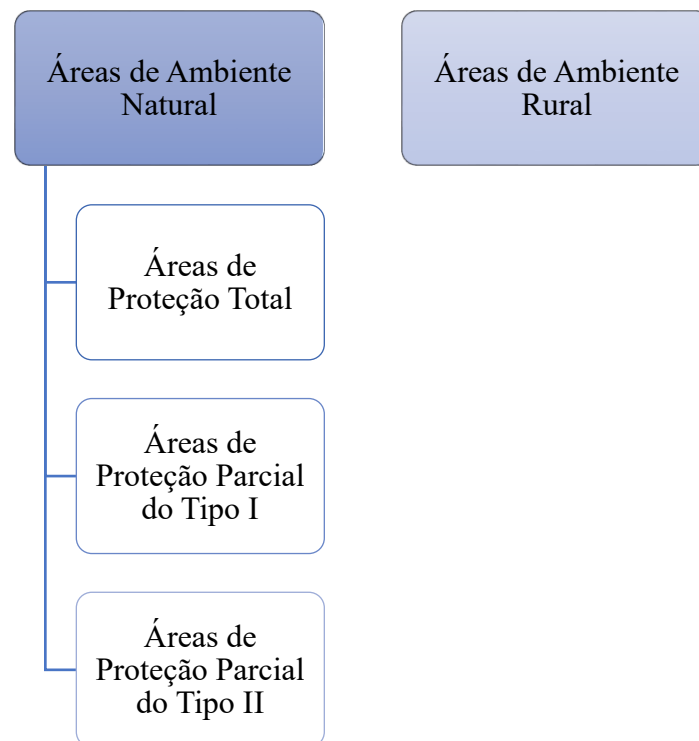 Áreas de Ambiente
Natural
Áreas de
Proteção Total
Áreas de
Proteção Parcial
do Tipo I
Áreas de
Proteção Parcial
do Tipo II
Áreas de Ambiente
Rural